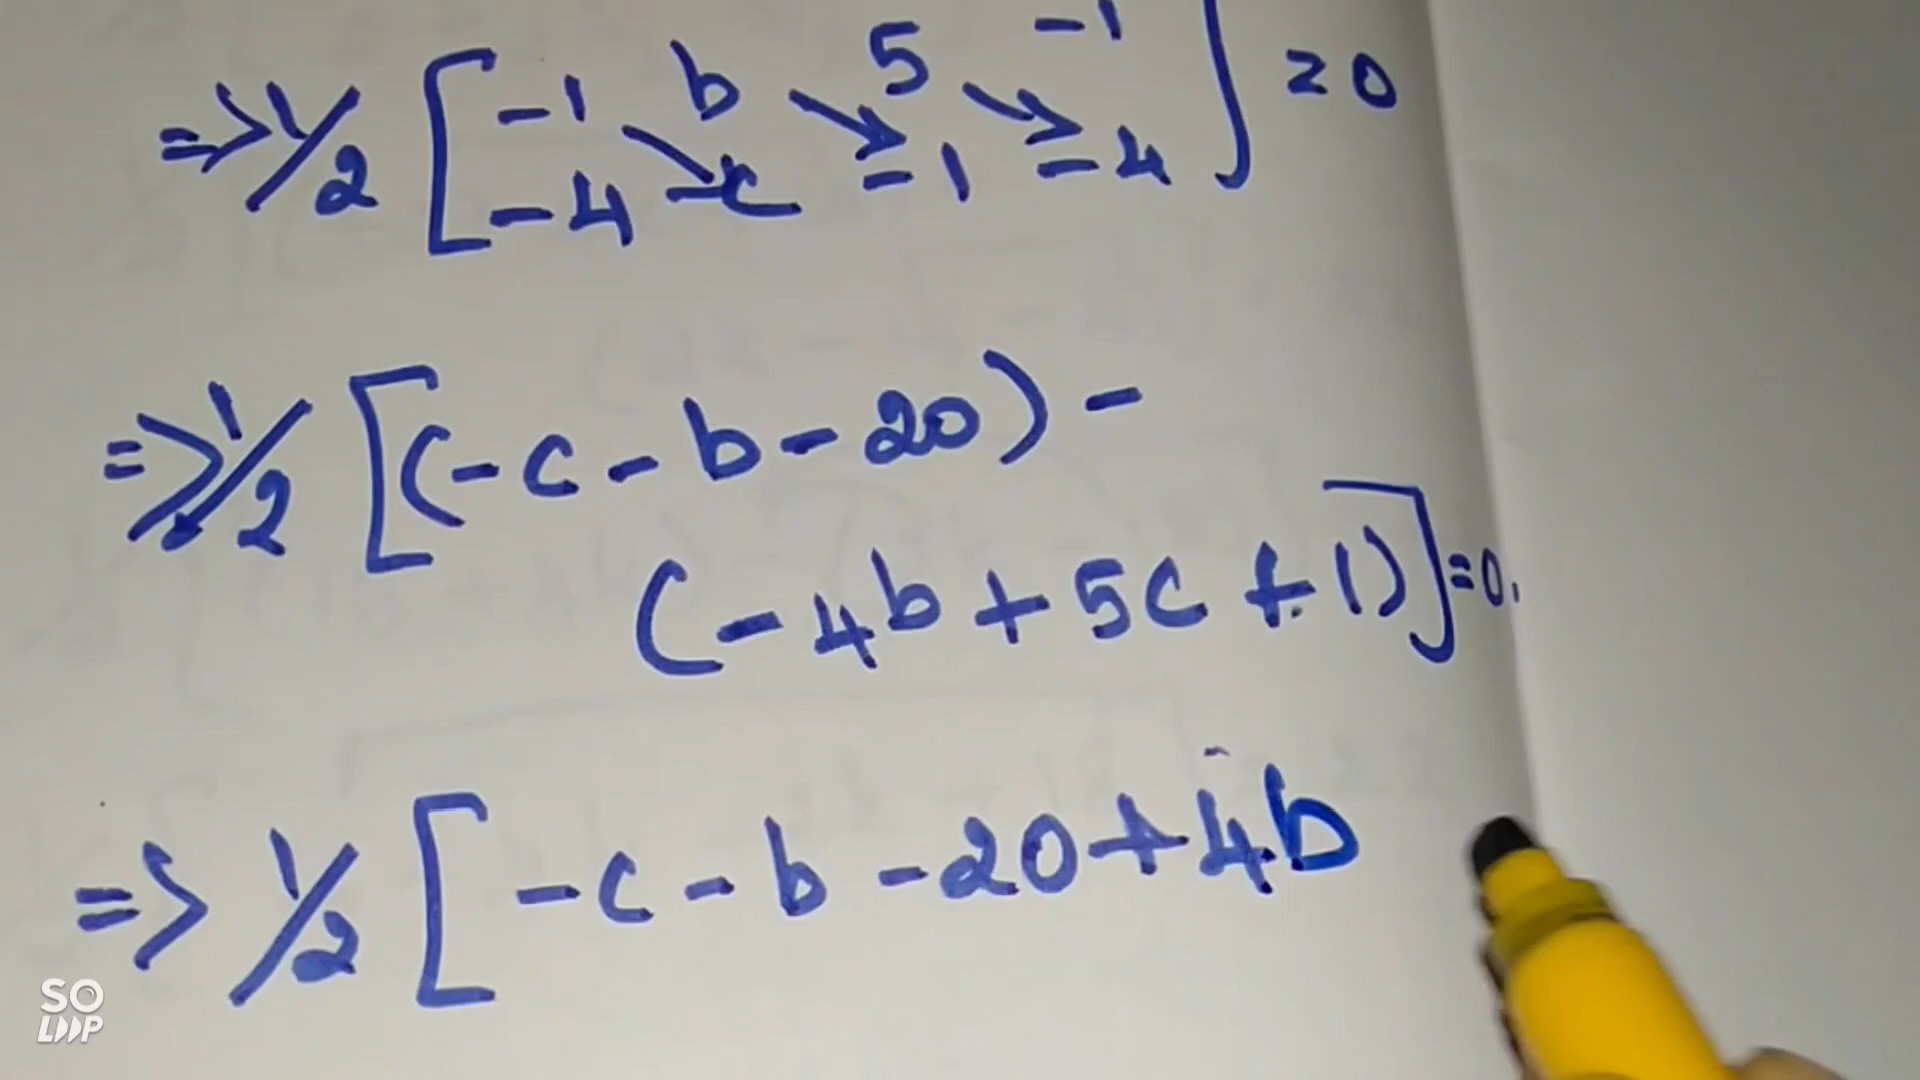 => 1/2 [ -1 b 5 -1 ] = 0
-4 -c -1 -4
=> 1/2 [(-c - b - 20) -
(-4b + 5c + 1)] = 0.
=> 1/2 [ -c - b - 20 + 4b
SO
LOOP